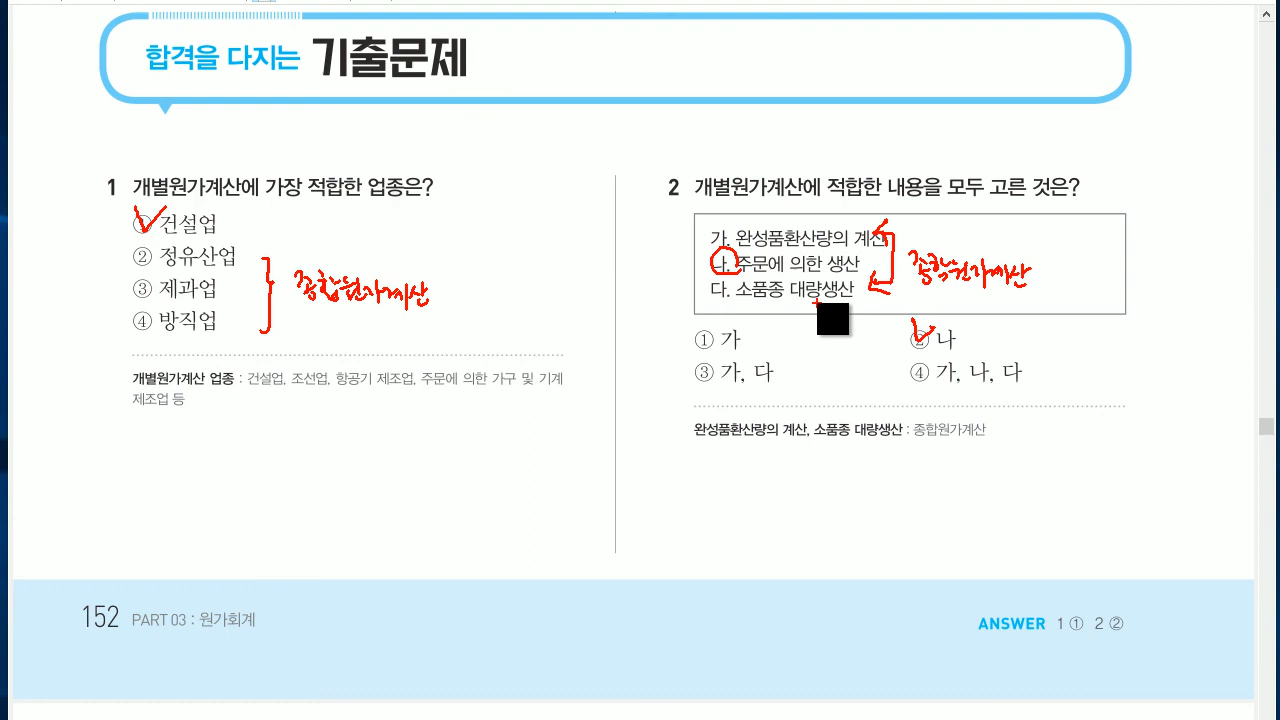 합격을 다지는 기출문제
1 개별원가계산에 가장 적합한 업종은?
① 건설업
② 정유산업
③ 제과업
④ 방직업
종합원가계산
개별원가계산 업종 : 건설업, 조선업, 항공기 제조업, 주문에 의한 가구 및 기계
제조업 등
2 개별원가계산에 적합한 내용을 모두 고른 것은?
가. 완성품환산량의 계산
나. 주문에 의한 생산
다. 소품종 대량생산
종합원가계산
① 가
② 나
③ 가, 다
④ 가, 나, 다
완성품환산량의 계산, 소품종 대량생산 : 종합원가계산
152 PART 03 : 원가회계
ANSWER 1 ① 2 ②